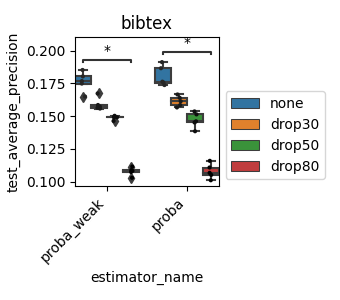 bibtex
*
*
test_average_precision
0.200
0.175
0.150
0.125
0.100
proba_weak
proba
estimator_name
none
drop30
drop50
drop80